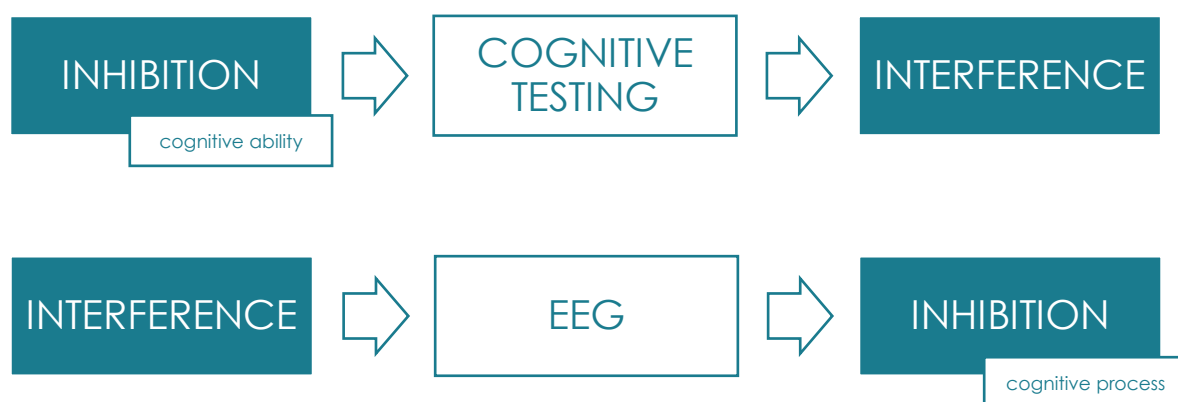 INHIBITION
cognitive ability
COGNITIVE
TESTING
INTERFERENCE
INTERFERENCE
EEG
INHIBITION
cognitive process